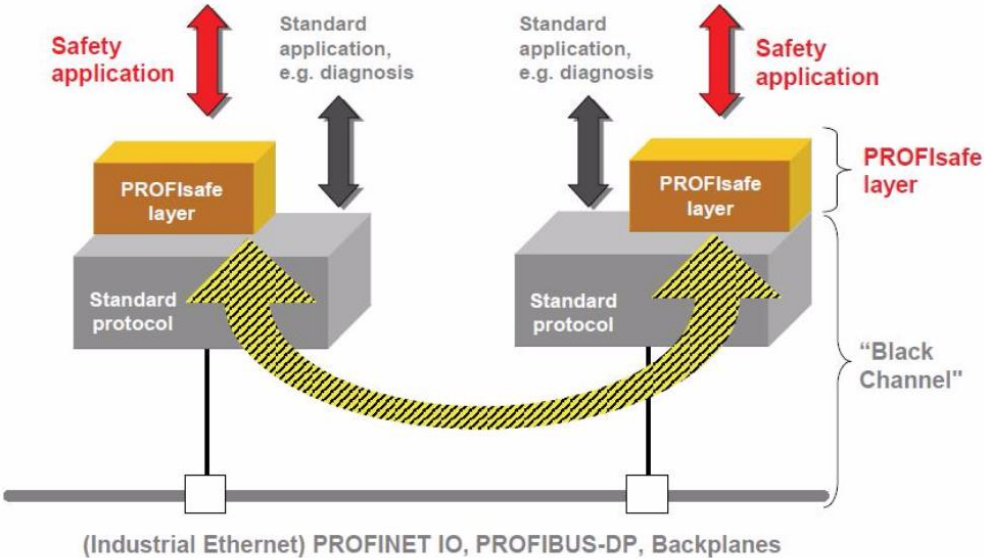 Safety
application
Standard
application,
e.g. diagnosis
Standard
application,
e.g. diagnosis
Safety
application
PROFIsafe
layer
PROFIsafe
layer
PROFIsafe
layer
Standard
protocol
Standard
protocol
“Black
Channel"
(Industrial Ethernet) PROFINET IO, PROFIBUS-DP, Backplanes